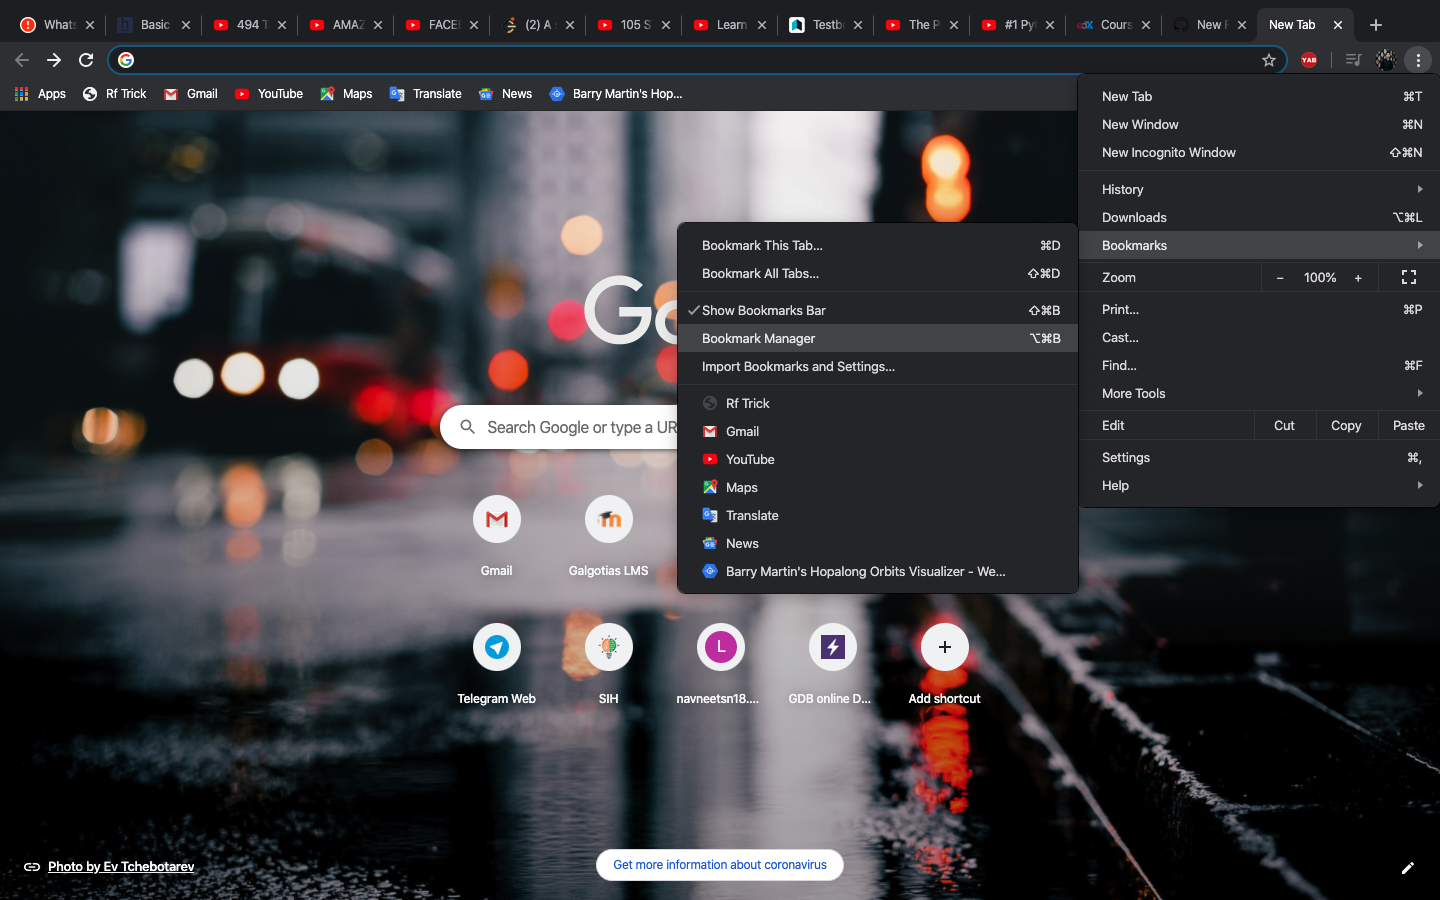 Whats
Basic
494 T
AMAZ
FACEE
(2) A s
105 S
Learn
Testb
The P
#1 Pyt
Cours
New F
New Tab
YAB
Apps
Rf Trick
Gmail
YouTube
Maps
Translate
News
Barry Martin's Hop...
New Tab ⌘T
New Window ⌘N
New Incognito Window ⇧⌘N
History
Downloads ⌥⌘L
Bookmarks
Zoom − 100% +
Print... ⌘P
Cast...
Find... ⌘F
More Tools
Edit Cut Copy Paste
Settings ⌘,
Help
Bookmark This Tab... ⌘D
Bookmark All Tabs... ⇧⌘D
Show Bookmarks Bar ⇧⌘B
Bookmark Manager ⌥⌘B
Import Bookmarks and Settings...
Rf Trick
Gmail
YouTube
Maps
Translate
News
Barry Martin's Hopalong Orbits Visualizer - We...
Go
Search Google or type a UR
Gmail
Galgotias LMS
Telegram Web
SIH
L
navneetsn18....
GDB online D...
Add shortcut
Photo by Ev Tchebotarev
Get more information about coronavirus